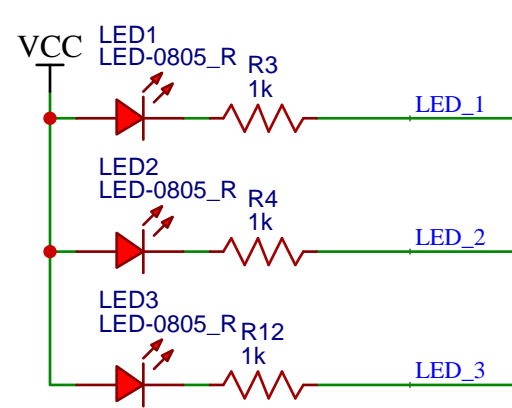 VCC
LED1
LED-0805_R
R3
1k
LED_1
LED2
LED-0805_R
R4
1k
LED_2
LED3
LED-0805_R
R12
1k
LED_3